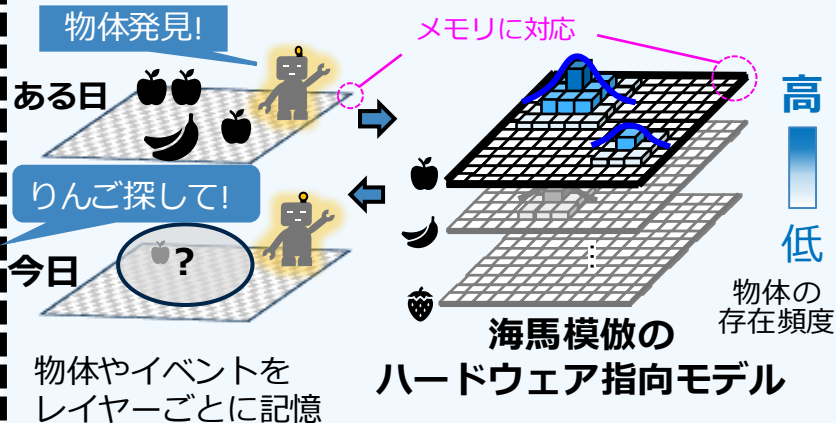 物体発見!
メモリに対応
ある日
高
りんご探して!
低
今日
?
物体の
存在頻度
海馬模倣の
ハードウェア指向モデル
物体やイベントを
レイヤーごとに記憶